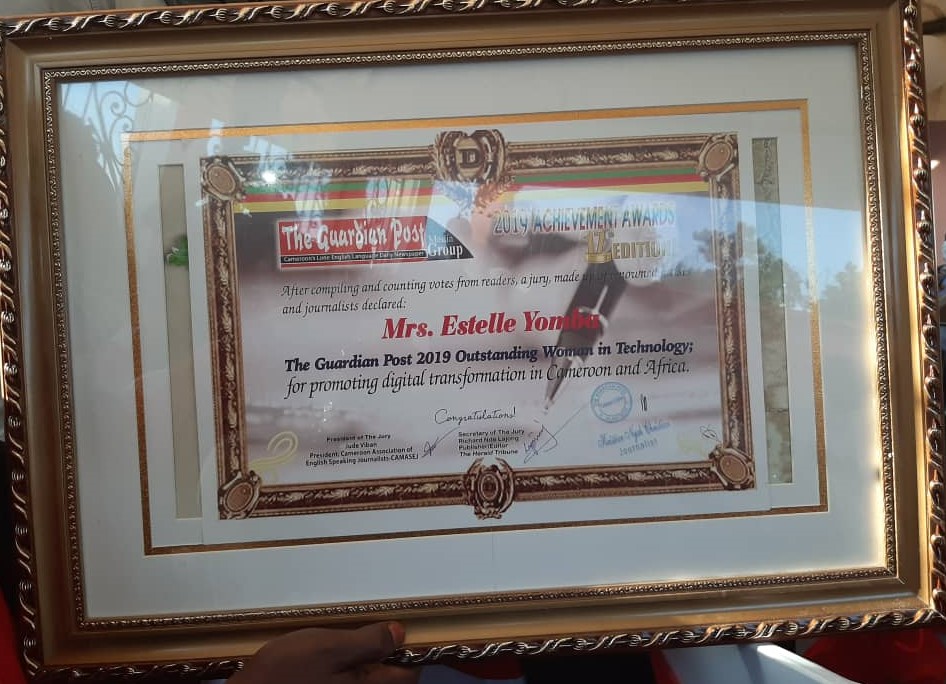 The Guardian Post
Media Group
Cameroon's Lone English Language Daily Newspaper
2019 ACHIEVEMENT AWARDS
EDITION
After compiling and counting votes from readers, a jury, made up of renowned
and journalists declared:
Mrs. Estelle Yomba
The Guardian Post 2019 Outstanding Woman in Technology;
for promoting digital transformation in Cameroon and Africa.
Congratulations!
President of The Jury
Jude Viban
President, Cameroon Association of
English Speaking Journalists-CAMASEJ
Secretary of The Jury
Richard Nde Lajong
Publisher/Editor
The Herald Tribune
Journalist